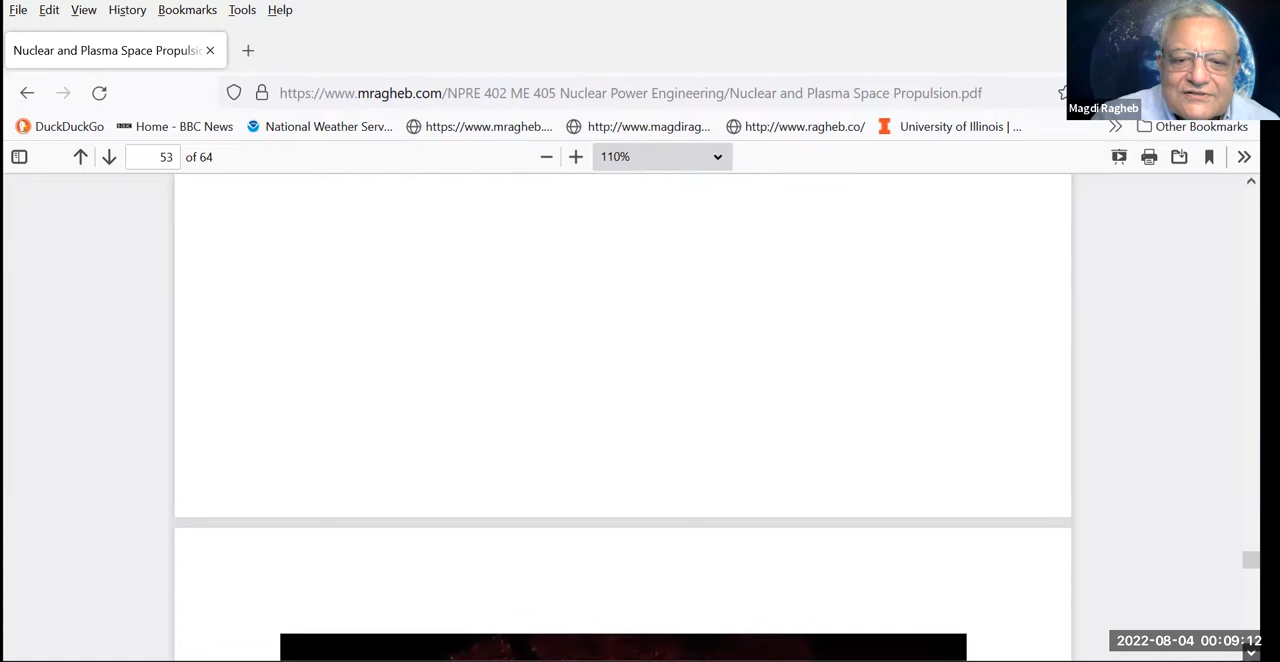 File Edit View History Bookmarks Tools Help
Nuclear and Plasma Space Propulsi
https://www.mragheb.com/NPRE 402 ME 405 Nuclear Power Engineering/Nuclear and Plasma Space Propulsion.pdf
Magdi Ragheb
DuckDuckGo BBC Home - BBC News National Weather Serv... https://www.mragheb.... http://www.magdirag... http://www.ragheb.co/ I University of Illinois | ... Other Bookmarks
53 of 64 110%
2022-08-04 00:09:12